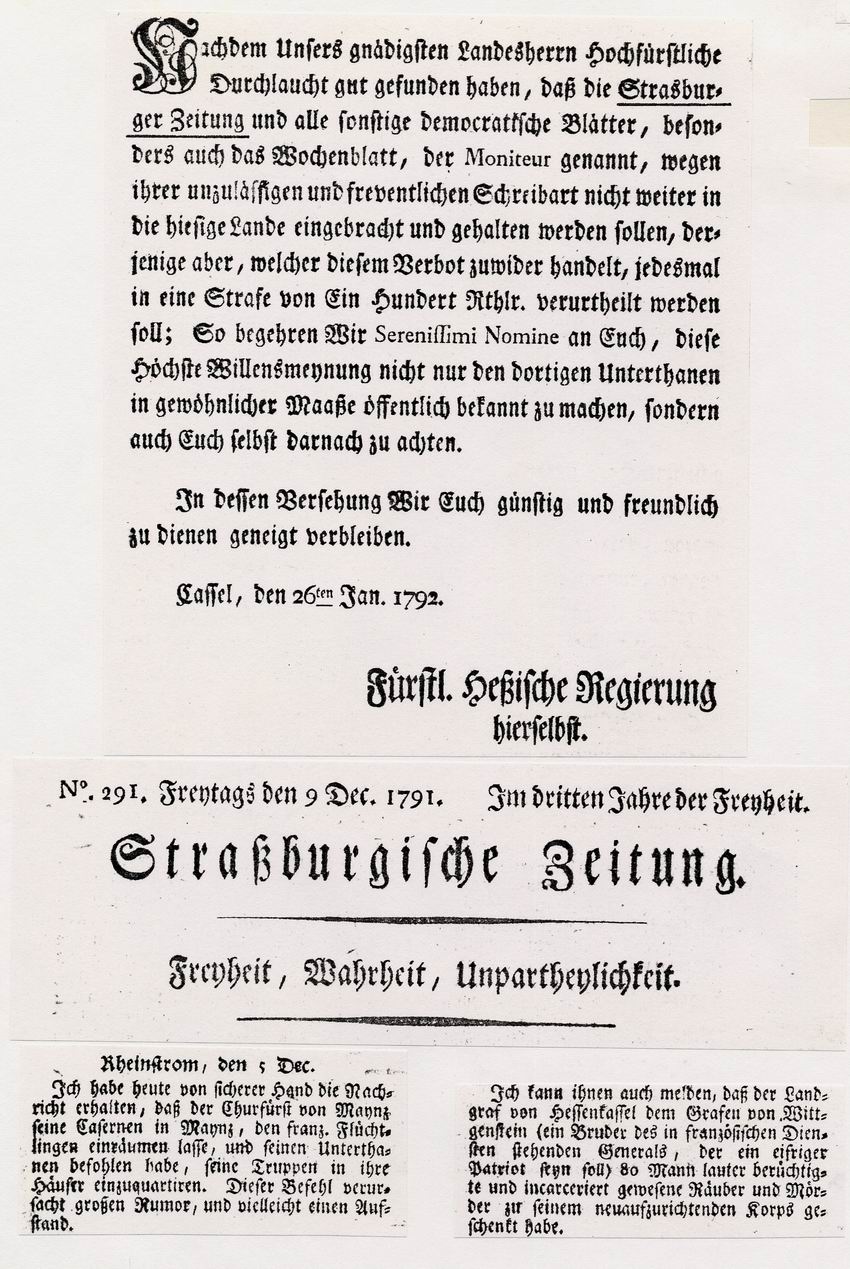 Nachdem Unsers gnädigsten Landesherrn Hochfürstliche
Durchlaucht gut gefunden haben, daß die Strasbur-
ger Zeitung und alle sonstige democratische Blätter, beson-
ders auch das Wochenblatt, der Moniteur genannt, wegen
ihrer unzulässigen und freventlichen Schreibart nicht weiter in
die hiesige Lande eingebracht und gehalten werden sollen, der-
jenige aber, welcher diesem Verbot zuwider handelt, jedesmal
in eine Strafe von Ein Hundert Rthlr. verurtheilt werden
soll; So begehren Wir Serenissimi Nomine an Euch, diese
Höchste Willensmeynung nicht nur den dortigen Unterthanen
in gewöhnlicher Maaße öffentlich bekannt zu machen, sondern
auch Euch selbst darnach zu achten.
In dessen Versehung Wir Euch günstig und freundlich
zu dienen geneigt verbleiben.
Cassel, den 26ten Jan. 1792.
Fürstl. Heßische Regierung
hierselbst.
No. 291. Freytags den 9 Dec. 1791. Im dritten Jahre der Freyheit.
Straßburgische Zeitung.
Freyheit, Wahrheit, Unpartheylichkeit.
Rheinstrom, den 5 Dec.
Ich habe heute von sicherer Hand die Nach-
richt erhalten, daß der Churfürst von Maynz
seine Casernen in Maynz, den franz. Flücht-
lingen einräumen lasse, und seinen Untertha-
nen befohlen habe, seine Truppen in ihre
Häuser einzuquartiren. Dieser Befehl verur-
sacht großen Rumor, und vielleicht einen Auf-
stand.
Ich kann ihnen auch melden, daß der Land-
graf von Hessenkassel dem Grafen von Witt-
genstein (ein Bruder des in französischen Dien-
sten stehenden Generals, der ein eifriger
Patriot seyn soll) 80 Mann lauter berüchtig-
te und incarceriert gewesene Räuber und Mör-
der zu seinem neuaufzurichtenden Korps ge-
schenkt habe.